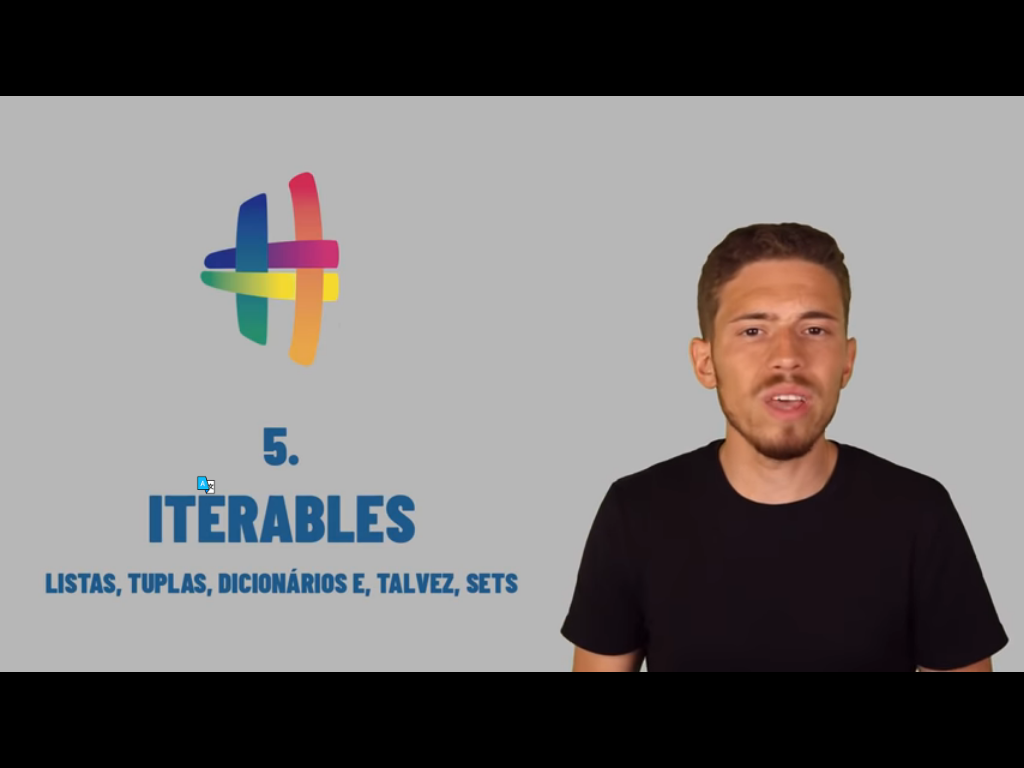 5.
ITERABLES
LISTAS, TUPLAS, DICIONÁRIOS E, TALVEZ, SETS